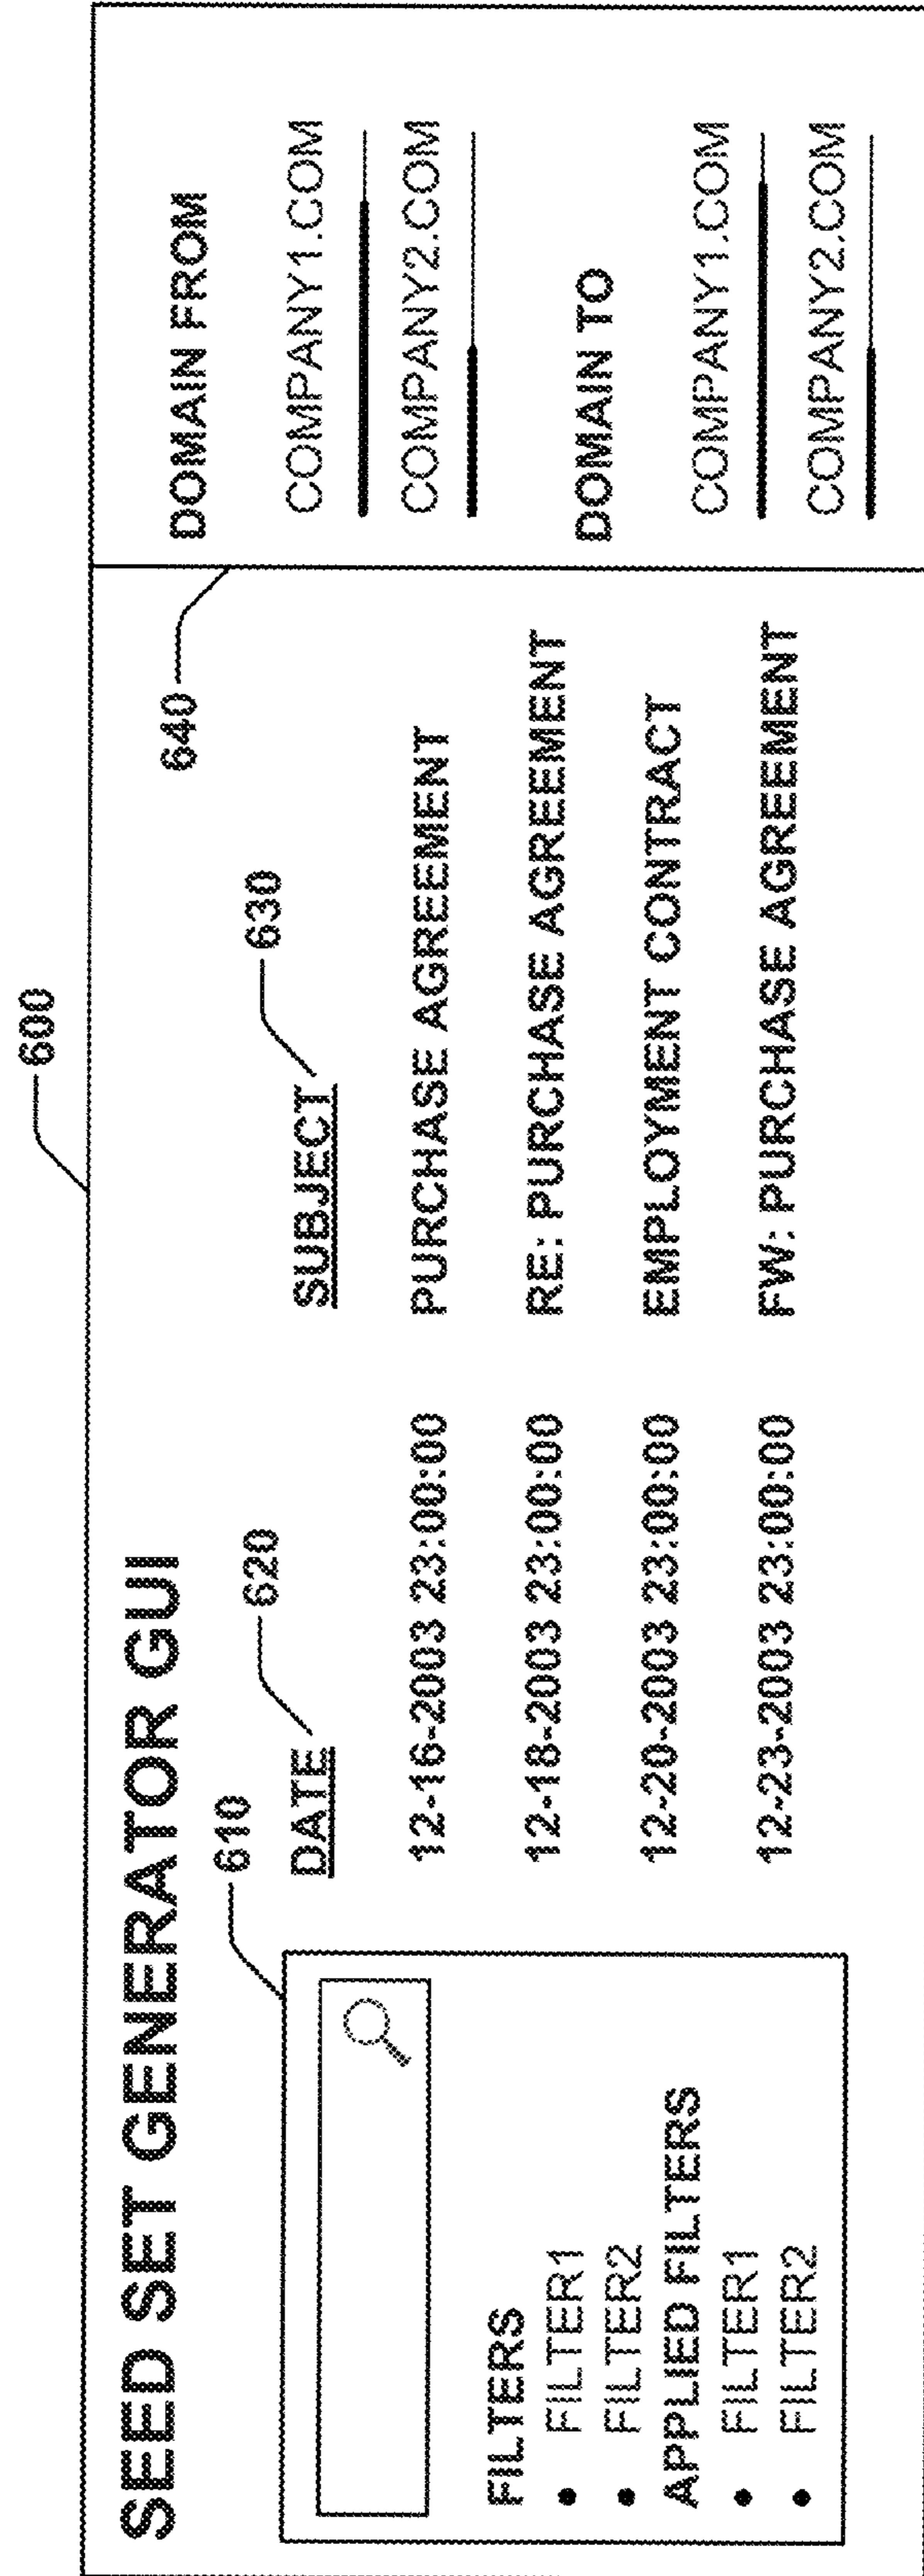 600
SEED SET GENERATOR GUI
610
FILTERS
• FILTER1
• FILTER2
APPLIED FILTERS
• FILTER1
• FILTER2
620
630
DATE SUBJECT
12-16-2003 23:00:00 PURCHASE AGREEMENT
12-18-2003 23:00:00 RE: PURCHASE AGREEMENT
12-20-2003 23:00:00 EMPLOYMENT CONTRACT
12-23-2003 23:00:00 FW: PURCHASE AGREEMENT
640
DOMAIN FROM
COMPANY1.COM
COMPANY2.COM
DOMAIN TO
COMPANY1.COM
COMPANY2.COM